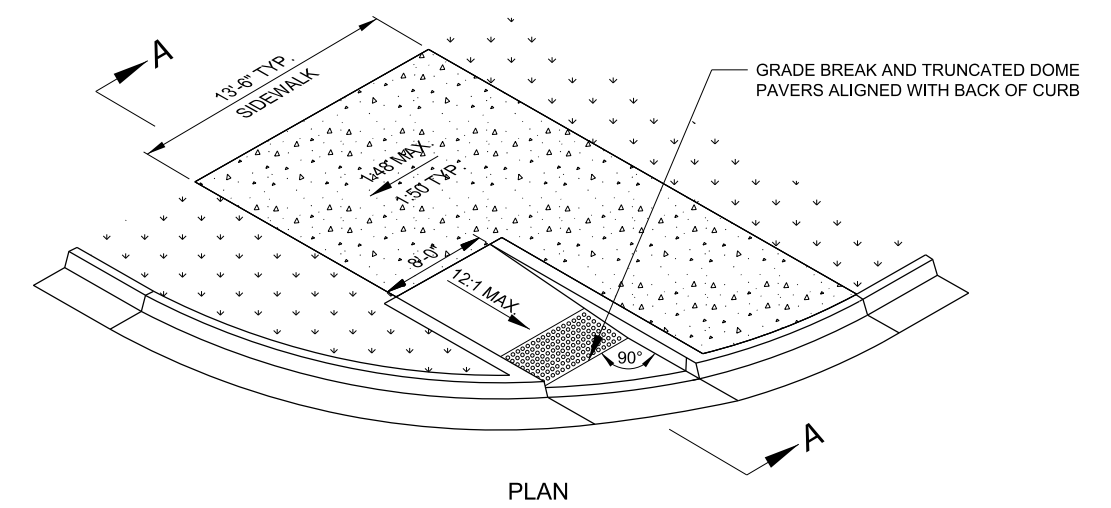 A
13'-6" TYP.
SIDEWALK
GRADE BREAK AND TRUNCATED DOME
PAVERS ALIGNED WITH BACK OF CURB
1:48 MAX.
1:50 TYP
8'-0"
12:1 MAX.
90°
A
PLAN